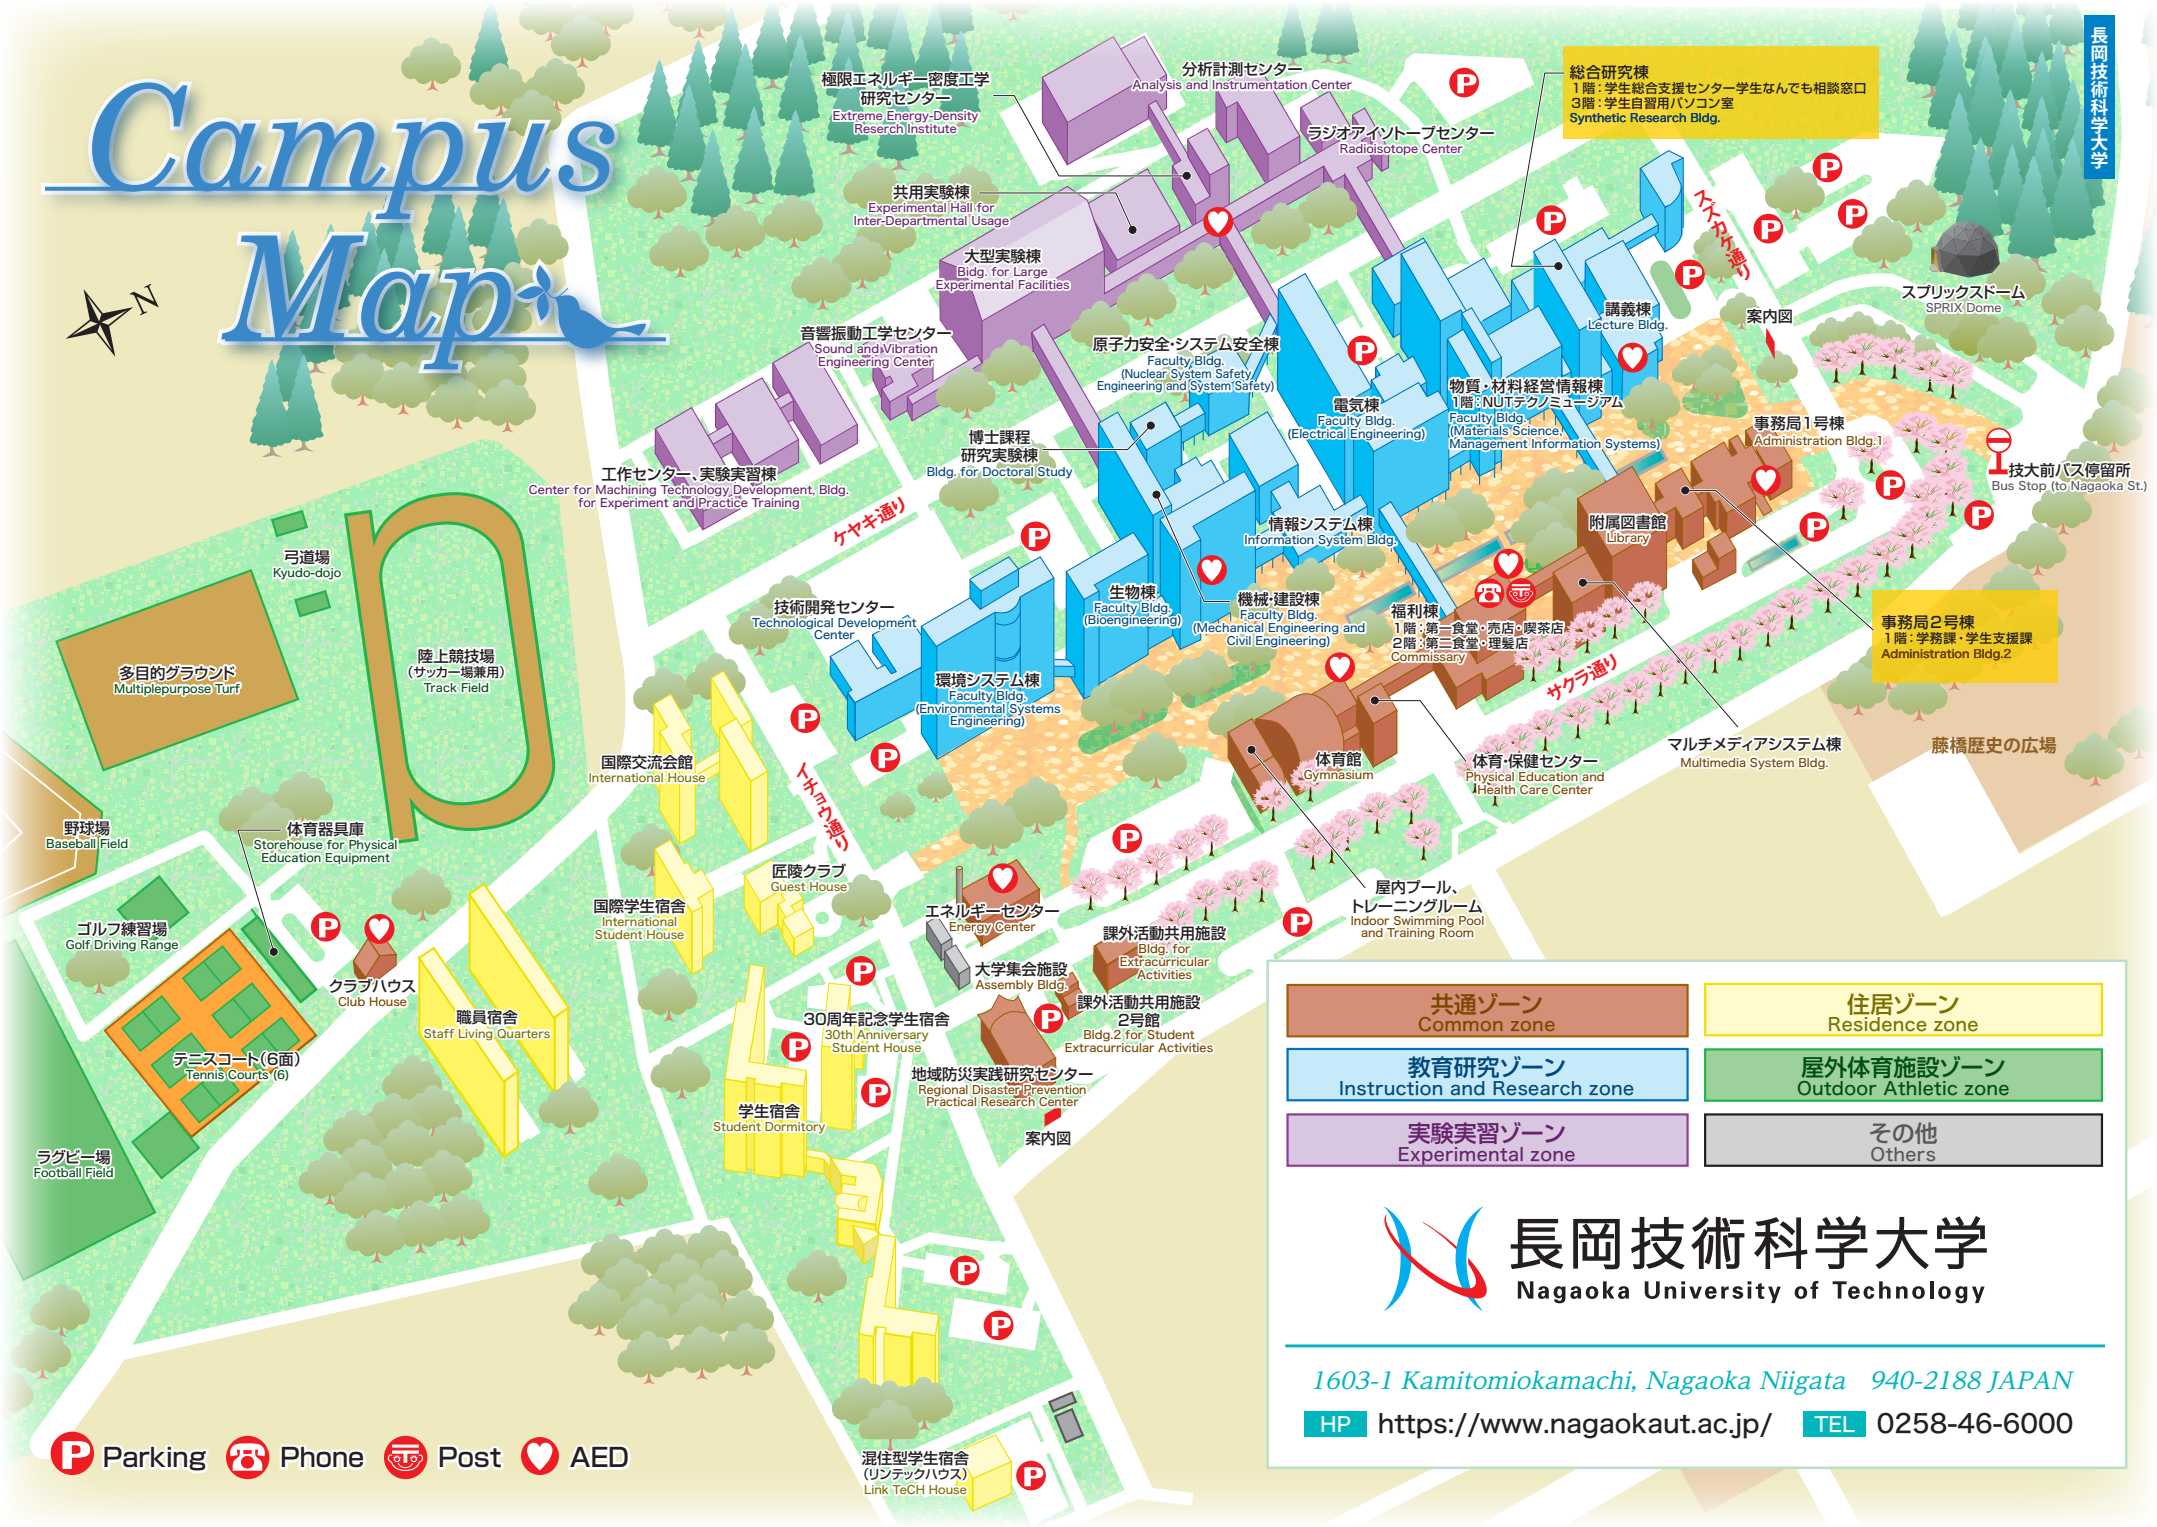 Campus
Map
N
長岡技術科学大学
極限エネルギー密度工学
研究センター
Extreme Energy-Density
Reserch Institute
分析計測センター
Analysis and Instrumentation Center
ラジオアイソトープセンター
Radioisotope Center
総合研究棟
1階：学生総合支援センター学生なんでも相談窓口
3階：学生自習用パソコン室
Synthetic Research Bldg.
共用実験棟
Experimental Hall for
Inter-Departmental Usage
大型実験棟
Bldg. for Large
Experimental Facilities
音響振動工学センター
Sound and Vibration
Engineering Center
原子力安全・システム安全棟
Faculty Bldg.
(Nuclear System Safety
Engineering and System Safety)
スズカケ通り
スプリックスドーム
SPRIX Dome
講義棟
Lecture Bldg.
案内図
物質・材料経営情報棟
1階：NUTテクノミュージアム
Faculty Bldg.
(Materials Science,
Management Information Systems)
電気棟
Faculty Bldg.
(Electrical Engineering)
事務局1号棟
Administration Bldg.1
技大前バス停留所
Bus Stop (to Nagaoka St.)
博士課程
研究実験棟
Bldg. for Doctoral Study
工作センター、実験実習棟
Center for Machining Technology Development, Bldg.
for Experiment and Practice Training
ケヤキ通り
情報システム棟
Information System Bldg.
附属図書館
Library
弓道場
Kyudo-dojo
技術開発センター
Technological Development
Center
生物棟
Faculty Bldg.
(Bioengineering)
機械・建設棟
Faculty Bldg.
(Mechanical Engineering and
Civil Engineering)
福利棟
1階：第一食堂・売店・喫茶店
2階：第二食堂・理髪店
Commissary
事務局2号棟
1階：学務課・学生支援課
Administration Bldg.2
多目的グラウンド
Multiplepurpose Turf
陸上競技場
（サッカー場兼用）
Track Field
環境システム棟
Faculty Bldg.
(Environmental Systems
Engineering)
サクラ通り
マルチメディアシステム棟
Multimedia System Bldg.
藤橋歴史の広場
国際交流会館
International House
イチョウ通り
体育館
Gymnasium
体育・保健センター
Physical Education and
Health Care Center
野球場
Baseball Field
体育器具庫
Storehouse for Physical
Education Equipment
匠陵クラブ
Guest House
屋内プール、
トレーニングルーム
Indoor Swimming Pool
and Training Room
国際学生宿舎
International
Student House
エネルギーセンター
Energy Center
課外活動共用施設
Bldg. for
Extracurricular
Activities
ゴルフ練習場
Golf Driving Range
クラブハウス
Club House
大学集会施設
Assembly Bldg.
課外活動共用施設
2号館
Bldg.2 for Student
Extracurricular Activities
職員宿舎
Staff Living Quarters
30周年記念学生宿舎
30th Anniversary
Student House
テニスコート（6面）
Tennis Courts (6)
地域防災実践研究センター
Regional Disaster Prevention
Practical Research Center
案内図
学生宿舎
Student Dormitory
ラグビー場
Football Field
混住型学生宿舎
（リンテックハウス）
Link TeCH House
P Parking
Phone
Post
AED
共通ゾーン
Common zone
住居ゾーン
Residence zone
教育研究ゾーン
Instruction and Research zone
屋外体育施設ゾーン
Outdoor Athletic zone
実験実習ゾーン
Experimental zone
その他
Others
長岡技術科学大学
Nagaoka University of Technology
1603-1 Kamitomiokamachi, Nagaoka Niigata 940-2188 JAPAN
HP https://www.nagaokaut.ac.jp/ TEL 0258-46-6000